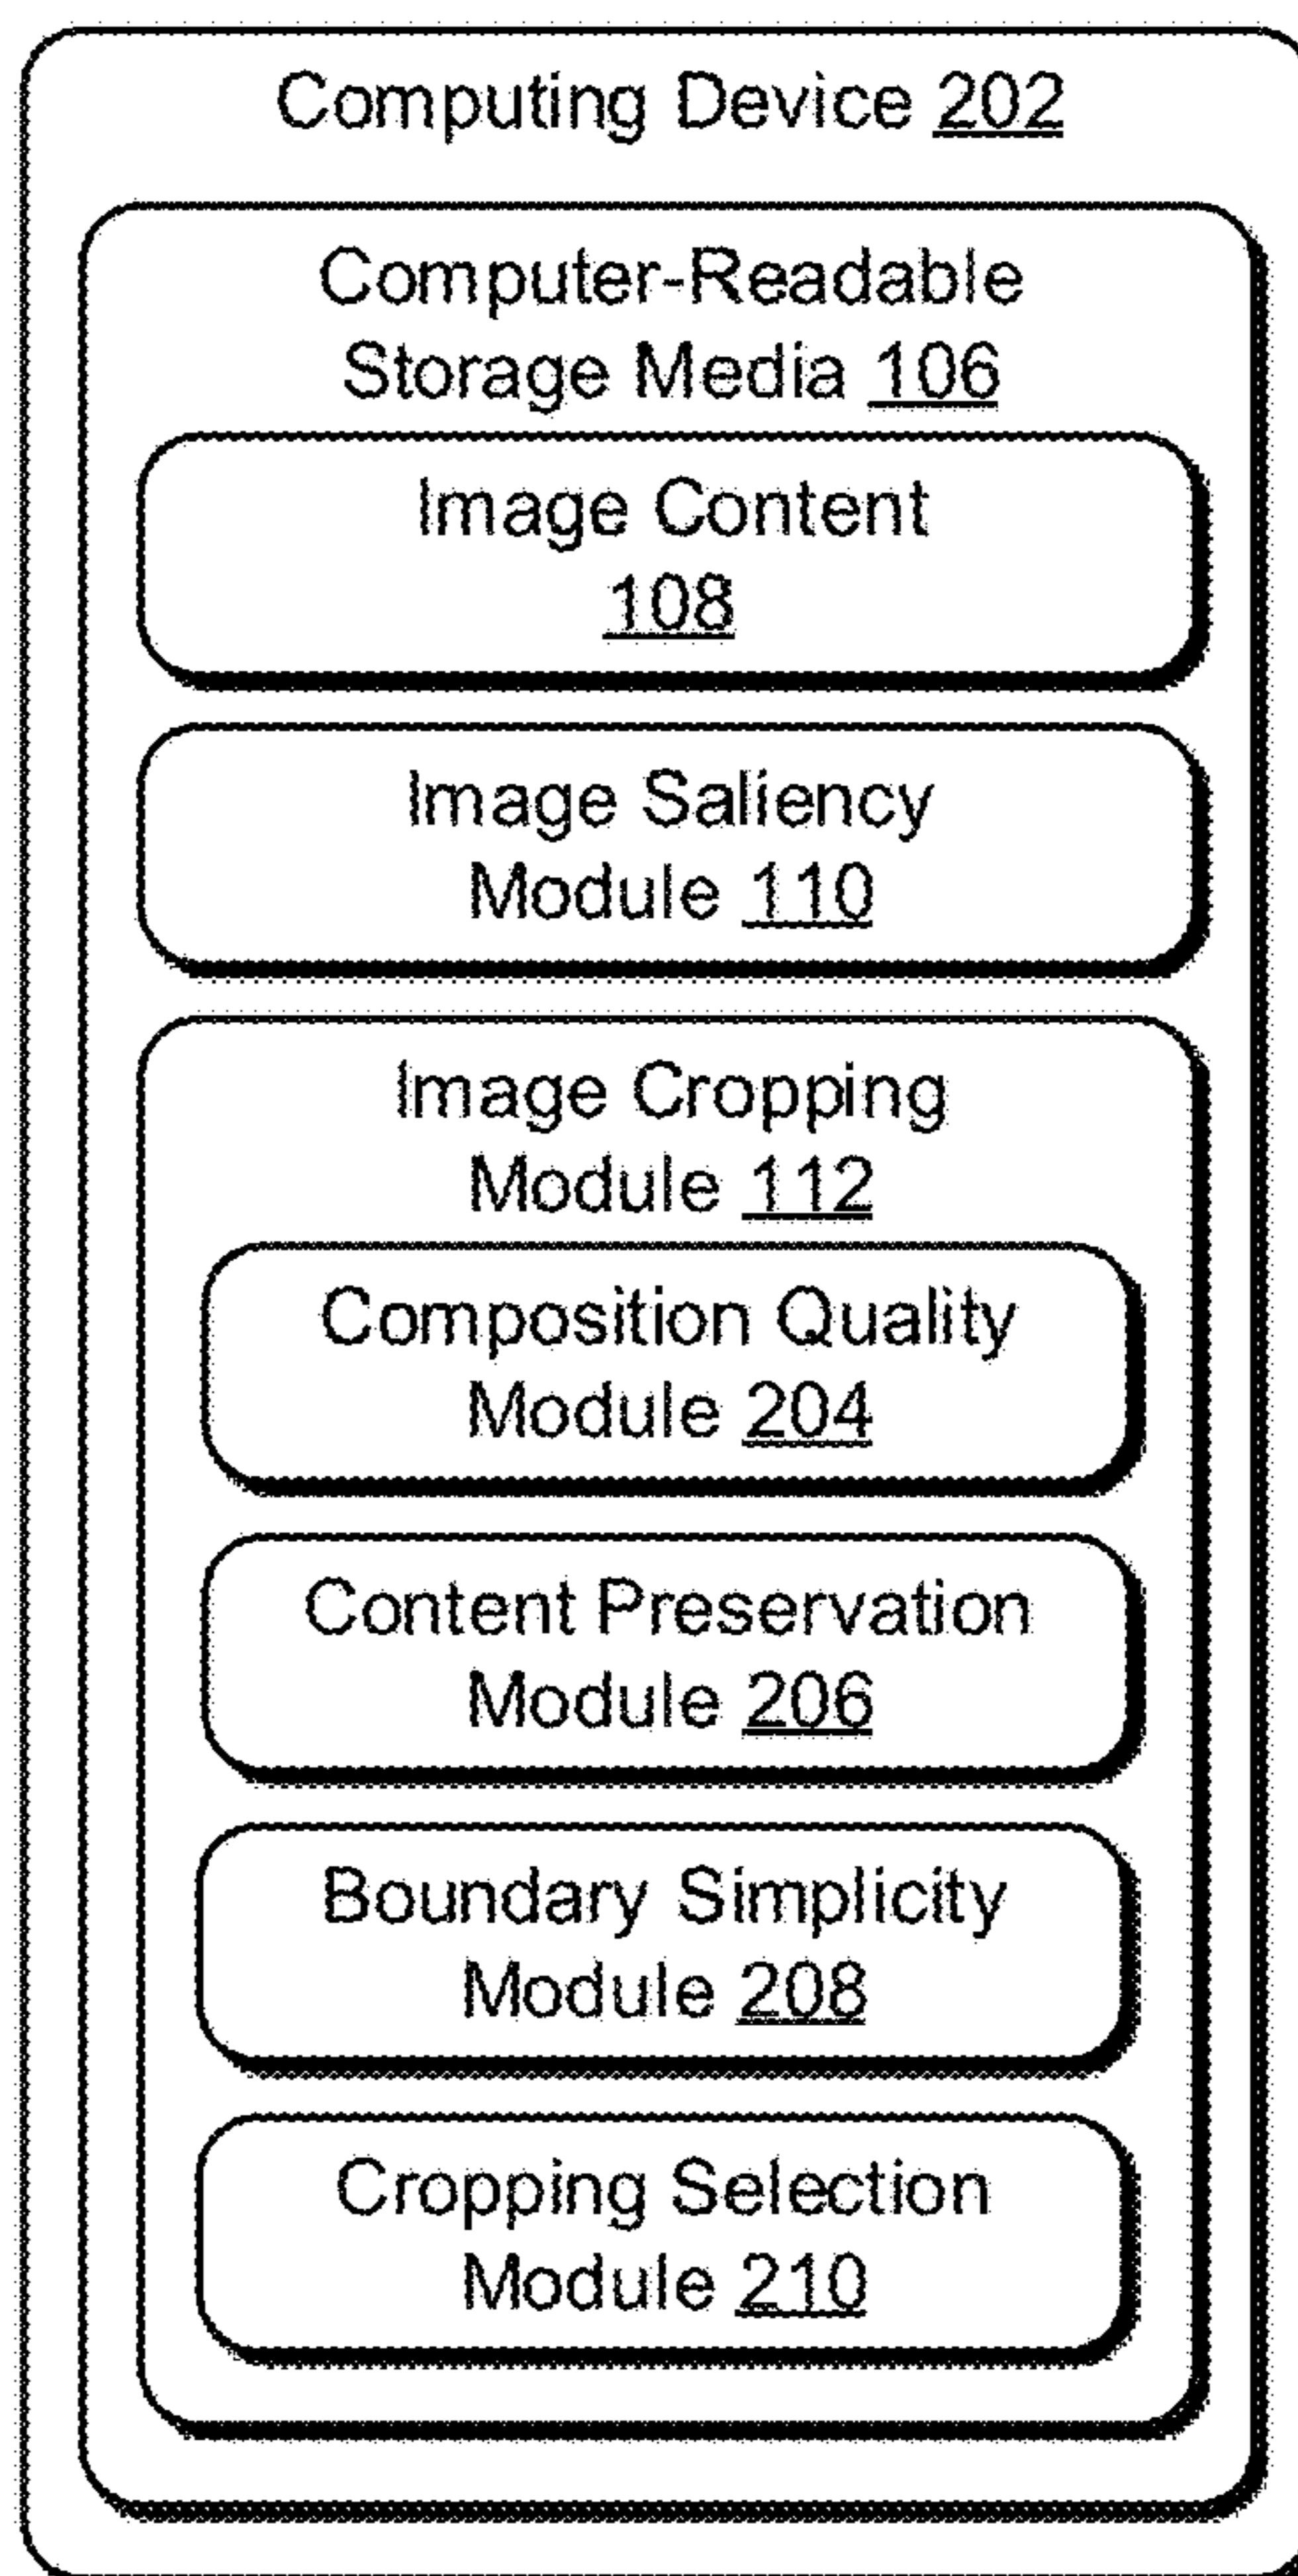 Computing Device 202
Computer-Readable
Storage Media 106
Image Content
108
Image Saliency
Module 110
Image Cropping
Module 112
Composition Quality
Module 204
Content Preservation
Module 206
Boundary Simplicity
Module 208
Cropping Selection
Module 210